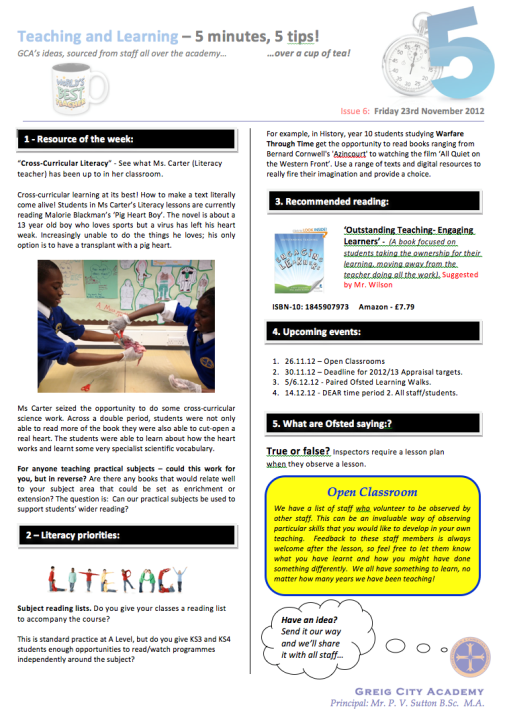 Teaching and Learning – 5 minutes, 5 tips!
GCA's ideas, sourced from staff all over the academy… …over a cup of tea!
5
WORLD'S
BEST
Issue 6: Friday 23rd November 2012
1 - Resource of the week:
"Cross-Curricular Literacy" - See what Ms. Carter (Literacy
teacher) has been up to in her classroom.
Cross-curricular learning at its best! How to make a text literally
come alive! Students in Ms Carter's Literacy lessons are currently
reading Malorie Blackman's 'Pig Heart Boy'. The novel is about a
13 year old boy who loves sports but a virus has left his heart
weak. Increasingly unable to do the things he loves; his only
option is to have a transplant with a pig heart.
Ms Carter seized the opportunity to do some cross-curricular
science work. Across a double period, students were not only
able to read more of the book they were also able to cut-open a
real heart. The students were able to learn about how the heart
works and learnt some very specialist scientific vocabulary.
For anyone teaching practical subjects – could this work for
you, but in reverse? Are there any books that would relate well
to your subject area that could be set as enrichment or
extension? The question is: Can our practical subjects be used to
support students' wider reading?
2 – Literacy priorities:
LITERACY
Subject reading lists. Do you give your classes a reading list
to accompany the course?
This is standard practice at A Level, but do you give KS3 and KS4
students enough opportunities to read/watch programmes
independently around the subject?
For example, in History, year 10 students studying Warfare
Through Time get the opportunity to read books ranging from
Bernard Cornwell's 'Azincourt' to watching the film 'All Quiet on
the Western Front'. Use a range of texts and digital resources to
really fire their imagination and provide a choice.
3. Recommended reading:
LOOK INSIDE!
ENGAGING
LEARNERS
'Outstanding Teaching- Engaging
Learners' - (A book focused on
students taking the ownership for their
learning, moving away from the
teacher doing all the work). Suggested
by Mr. Wilson
ISBN-10: 1845907973 Amazon - £7.79
4. Upcoming events:
1. 26.11.12 – Open Classrooms
2. 30.11.12 – Deadline for 2012/13 Appraisal targets.
3. 5/6.12.12 - Paired Ofsted Learning Walks.
4. 14.12.12 - DEAR time period 2. All staff/students.
5. What are Ofsted saying:?
True or false? Inspectors require a lesson plan
when they observe a lesson.
Open Classroom
We have a list of staff who volunteer to be observed by
other staff. This can be an invaluable way of observing
particular skills that you would like to develop in your own
teaching. Feedback to these staff members is always
welcome after the lesson, so feel free to let them know
what you have learnt and how you might have done
something differently. We all have something to learn, no
matter how many years we have been teaching!
Have an idea?
Send it our way
and we'll share
it with all staff…
GREIG CITY ACADEMY
Principal: Mr. P. V. Sutton B.Sc. M.A.